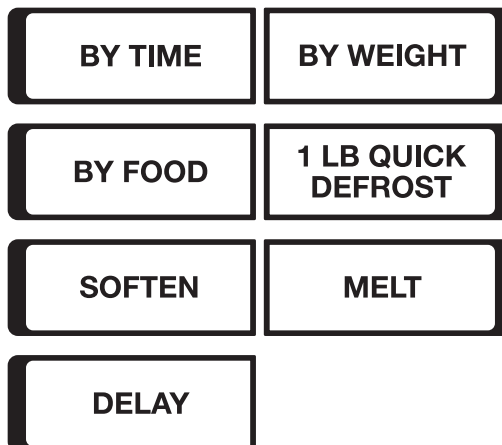 BY TIME
BY WEIGHT
BY FOOD
1 LB QUICK
DEFROST
SOFTEN
MELT
DELAY